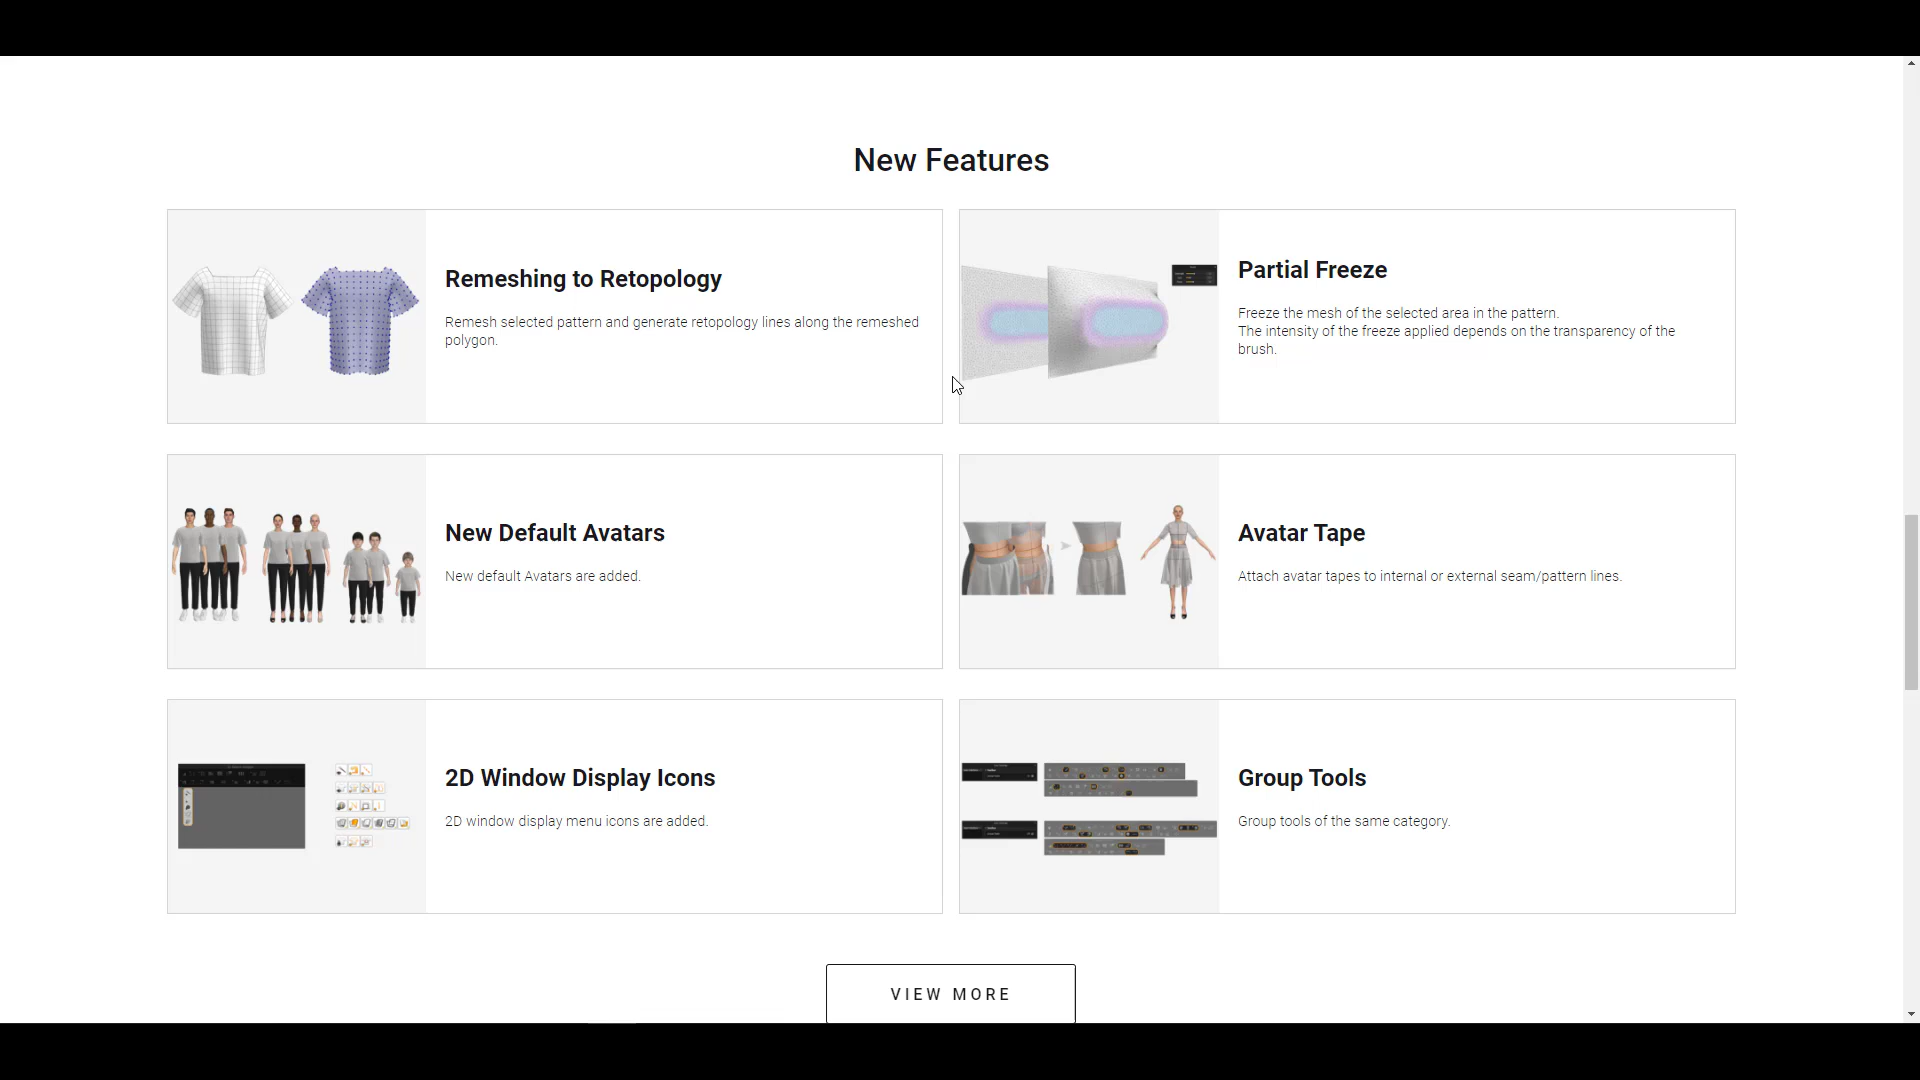 New Features
Remeshing to Retopology
Remesh selected pattern and generate retopology lines along the remeshed
polygon.
Partial Freeze
Freeze the mesh of the selected area in the pattern.
The intensity of the freeze applied depends on the transparency of the
brush.
New Default Avatars
New default Avatars are added.
Avatar Tape
Attach avatar tapes to internal or external seam/pattern lines.
2D Window Display Icons
2D window display menu icons are added.
Group Tools
Group tools of the same category.
VIEW MORE